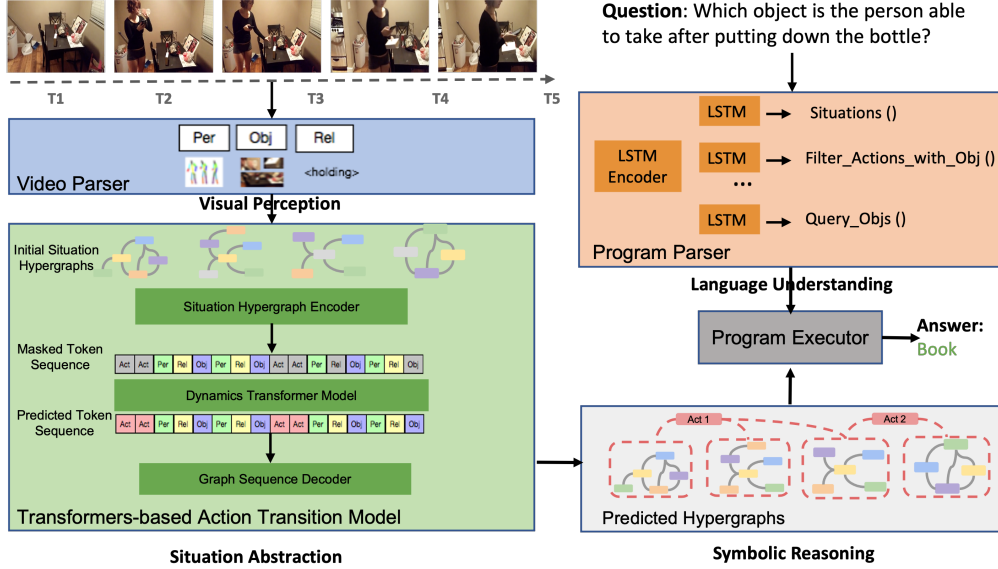 T1
T2
T3
T4
T5
Per
Obj
Rel
<holding>
Video Parser
Visual Perception
Initial Situation
Hypergraphs
Situation Hypergraph Encoder
Masked Token
Sequence
Act Act Per Rel Obj Per Rel Obj Act Act Per Rel Obj Per Rel Obj
Dynamics Transformer Model
Predicted Token
Sequence
Act Act Per Rel Obj Per Rel Obj Act Act Per Rel Obj Per Rel Obj
Graph Sequence Decoder
Transformers-based Action Transition Model
Situation Abstraction
Question: Which object is the person able
to take after putting down the bottle?
LSTM
Situations ()
LSTM
Encoder
LSTM
Filter_Actions_with_Obj ()
...
LSTM
Query_Objs ()
Program Parser
Language Understanding
Program Executor
Answer:
Book
Act 1
Act 2
Predicted Hypergraphs
Symbolic Reasoning